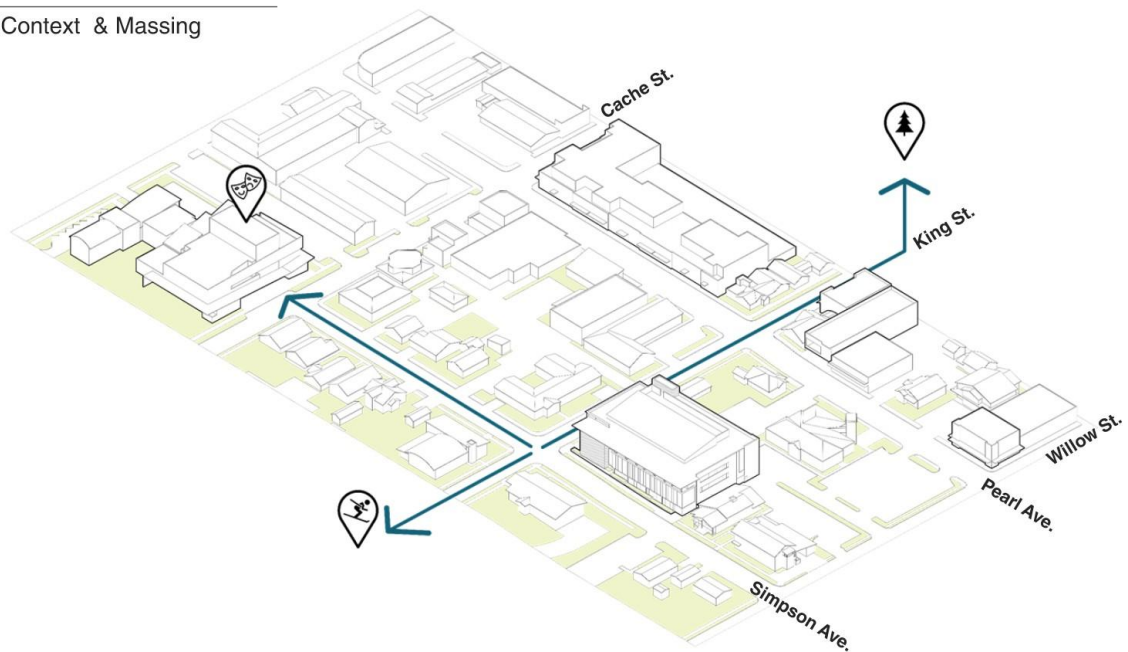 Context & Massing
Cache St.
King St.
Willow St.
Pearl Ave.
Simpson Ave.